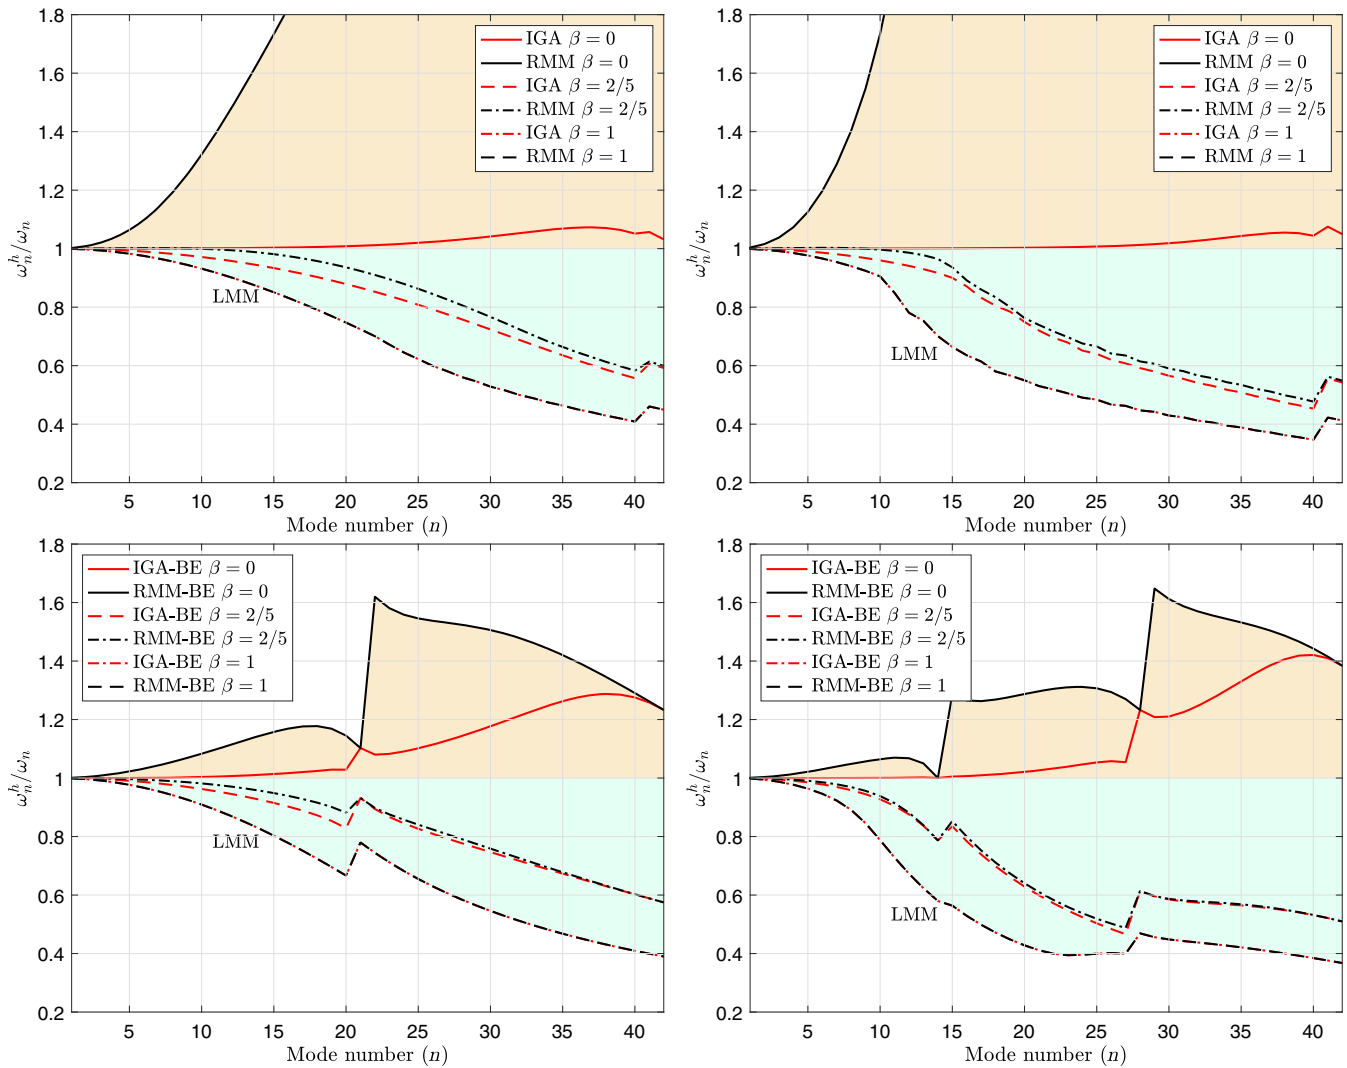 1.8
1.6
1.4
1.2
1
0.8
0.6
0.4
0.2
ω_n^h/ω_n
5 10 15 20 25 30 35 40
Mode number (n)
IGA β = 0
RMM β = 0
IGA β = 2/5
RMM β = 2/5
IGA β = 1
RMM β = 1
LMM
1.8
1.6
1.4
1.2
1
0.8
0.6
0.4
0.2
ω_n^h/ω_n
5 10 15 20 25 30 35 40
Mode number (n)
IGA β = 0
RMM β = 0
IGA β = 2/5
RMM β = 2/5
IGA β = 1
RMM β = 1
LMM
1.8
1.6
1.4
1.2
1
0.8
0.6
0.4
0.2
ω_n^h/ω_n
5 10 15 20 25 30 35 40
Mode number (n)
IGA-BE β = 0
RMM-BE β = 0
IGA-BE β = 2/5
RMM-BE β = 2/5
IGA-BE β = 1
RMM-BE β = 1
LMM
1.8
1.6
1.4
1.2
1
0.8
0.6
0.4
0.2
ω_n^h/ω_n
5 10 15 20 25 30 35 40
Mode number (n)
IGA-BE β = 0
RMM-BE β = 0
IGA-BE β = 2/5
RMM-BE β = 2/5
IGA-BE β = 1
RMM-BE β = 1
LMM